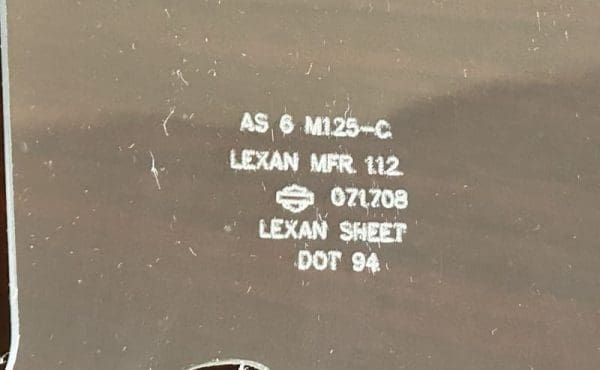 AS 6 M125-C
LEXAN MFR. 112
071708
LEXAN SHEET
DOT 94